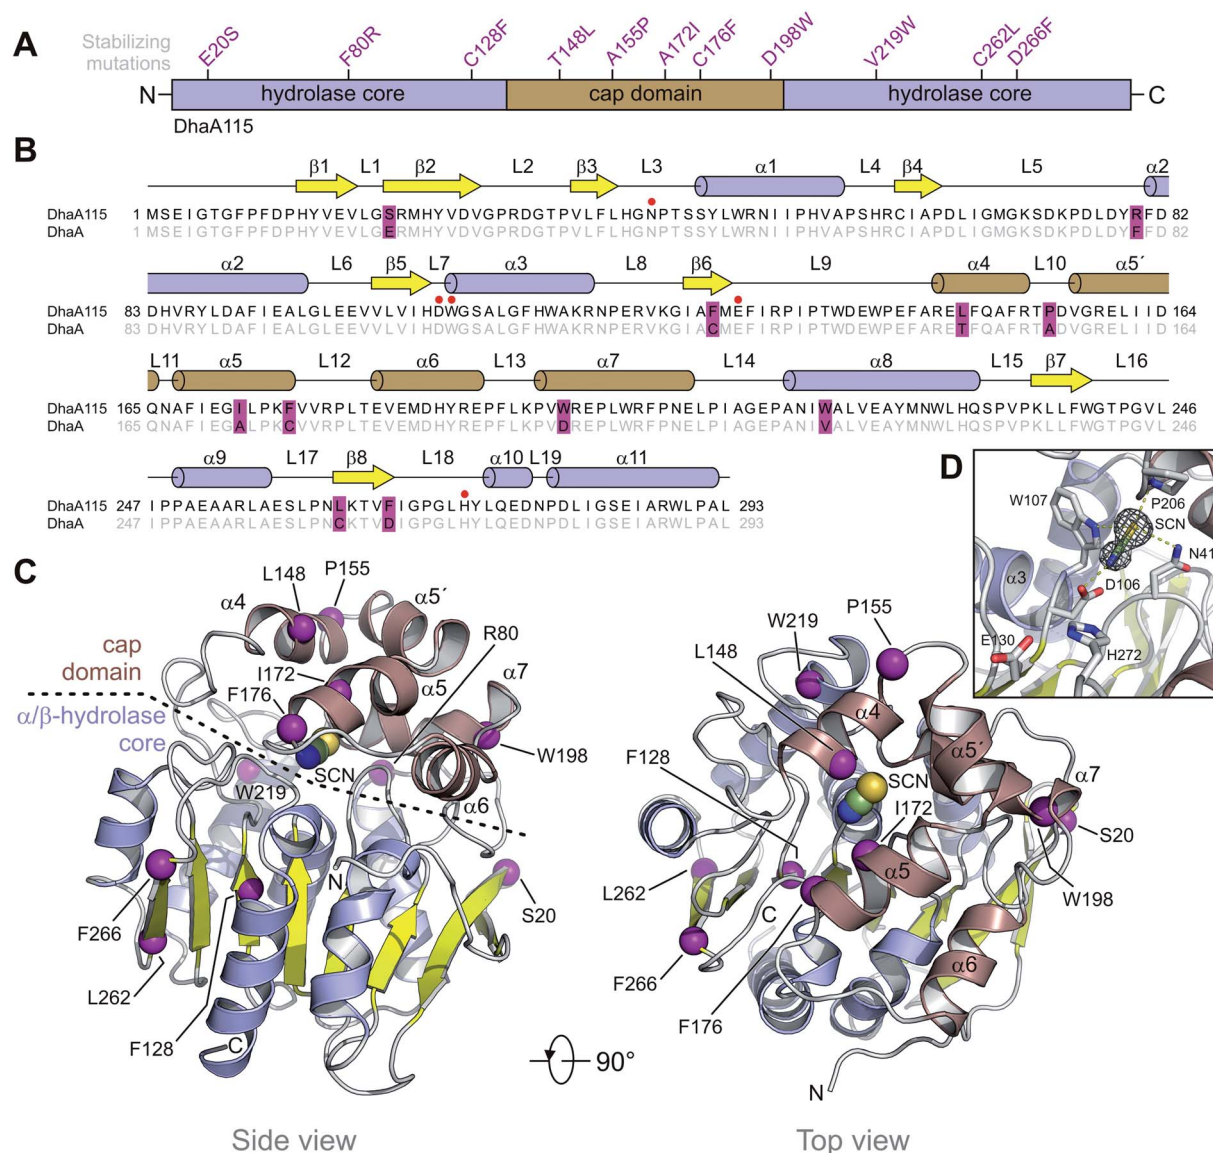 A
Stabilizing
mutations
E20S F80R C128F T148L A155P A172I C176F D198W V219W C262L D266F
N hydrolase core cap domain hydrolase core C
DhaA115
B
β1 L1 β2 L2 β3 L3 α1 L4 β4 L5 α2
DhaA115 1 MSEIGTGFPFDPHYVEVLGSRMHYVDVGPRDGTPVLFLHGNPTSSYLWRNIIPHVAPSHRCIAPDLIGMGKSDKPDLDYRFD 82
DhaA 1 MSEIGTGFPFDPHYVEVLGERMHYVDVGPRDGTPVLFLHGNPTSSYLWRNIIPHVAPSHRCIAPDLIGMGKSDKPDLDYFFD 82
α2 L6 β5 L7 α3 L8 β6 L9 α4 L10 α5´
DhaA115 83 DHVRYLDAFIEALGLEEVVLVIHDWGSALGFHWAKRNPERVKGIAFMEFIRPIPTWDEWPEFARELFQAFRTPDVGRELIID 164
DhaA 83 DHVRYLDAFIEALGLEEVVLVIHDWGSALGFHWAKRNPERVKGIACMEFIRPIPTWDEWPEFARETFQAFRTADVGRELIID 164
L11 α5 L12 α6 L13 α7 L14 α8 L15 β7 L16
DhaA115 165 QNAFIEGILPKFVVRPLTEVEMDHYREPFLKPVWREPLWRFPNELPIAGEPANIWALVEAYMNWLHQSPVPKLLFWGTPGVL 246
DhaA 165 QNAFIEGALPKCVVRPLTEVEMDHYREPFLKPVDREPLWRFPNELPIAGEPANIVALVEAYMNWLHQSPVPKLLFWGTPGVL 246
α9 L17 β8 L18 α10 L19 α11
DhaA115 247 IPPAEAARLAESLPNLKTVFIGPGLHYLQEDNPDLIGSEIARWLPAL 293
DhaA 247 IPPAEAARLAESLPNCKTVDIGPGLHYLQEDNPDLIGSEIARWLPAL 293
D
W107
P206
SCN
N41
D106
α3
E130
H272
C
L148
P155
α4
α5´
R80
cap
domain
I172
F176
α5
α7
α/β-hydrolase
core
W198
SCN
W219
α6
N
S20
F266
L262
F128
C
Side view
90°
P155
W219
L148
α4
F128
α5´
SCN
α7
I172
S20
L262
α5
W198
C
F266
α6
F176
N
Top view